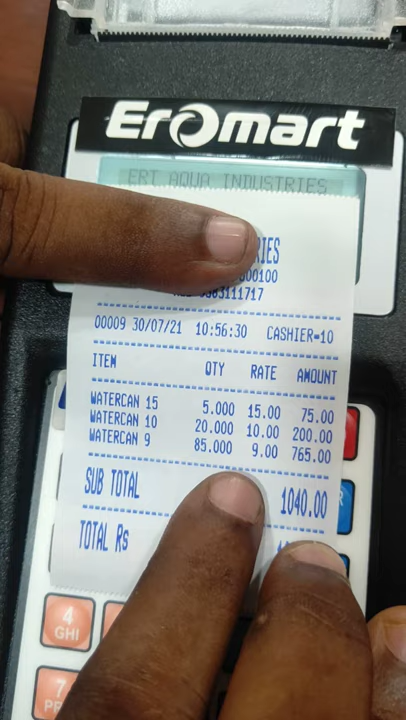 Eromart
ERT AQUA INDUSTRIES
RIES
000100
9383111717
00009 30/07/21 10:56:30 CASHIER=10
ITEM QTY RATE AMOUNT
WATERCAN 15 5.000 15.00 75.00
WATERCAN 10 20.000 10.00 200.00
WATERCAN 9 85.000 9.00 765.00
SUB TOTAL 1040.00
TOTAL Rs
4
GHI
7